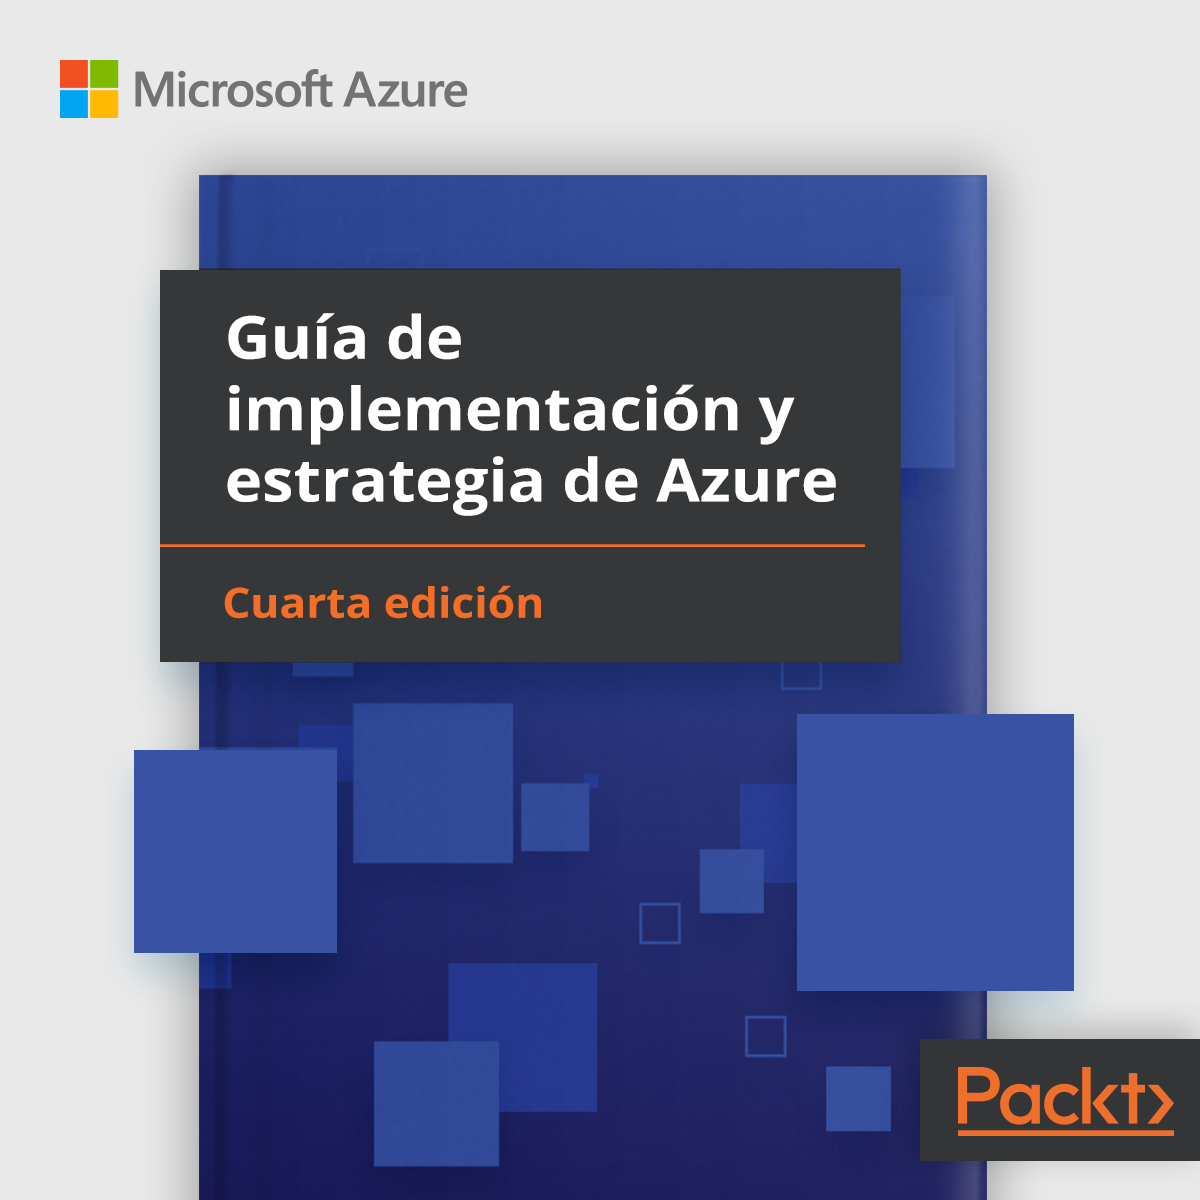 Microsoft Azure
Guía de
implementación y
estrategia de Azure
Cuarta edición
Packt